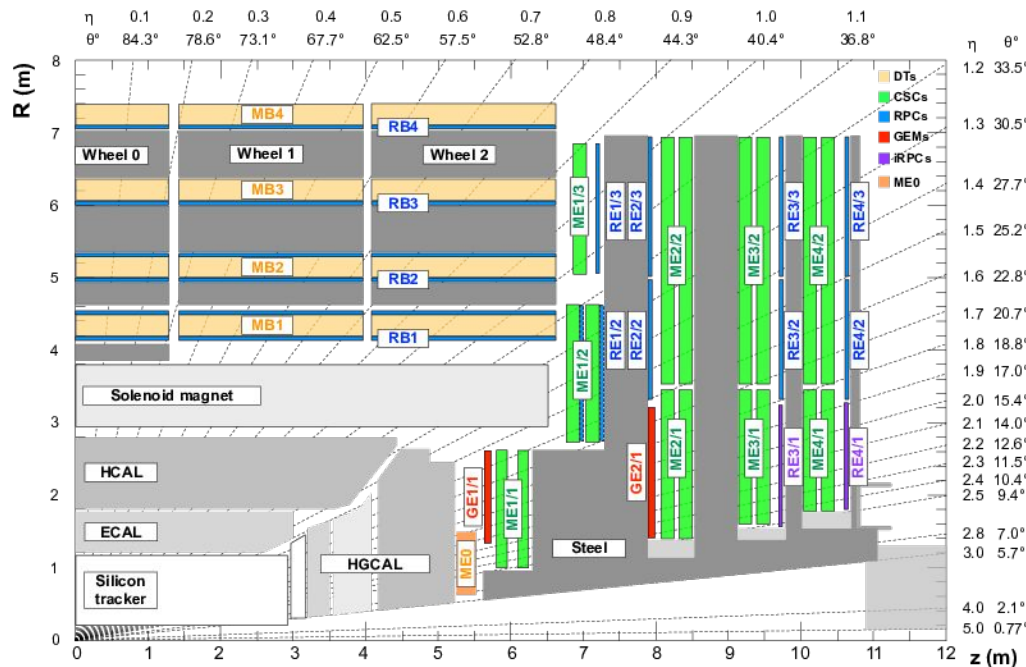 η 0.1 0.2 0.3 0.4 0.5 0.6 0.7 0.8 0.9 1.0 1.1
θ° 84.3° 78.6° 73.1° 67.7° 62.5° 57.5° 52.8° 48.4° 44.3° 40.4° 36.8° η θ°
R (m)
8
7
6
5
4
3
2
1
0
1.2 33.5°
1.3 30.5°
1.4 27.7°
1.5 25.2°
1.6 22.8°
1.7 20.7°
1.8 18.8°
1.9 17.0°
2.0 15.4°
2.1 14.0°
2.2 12.6°
2.3 11.5°
2.4 10.4°
2.5 9.4°
2.8 7.0°
3.0 5.7°
4.0 2.1°
5.0 0.77°
DTs
CSCs
RPCs
GEMs
iRPCs
ME0
MB4
RB4
Wheel 0 Wheel 1 Wheel 2
MB3
RB3
MB2
RB2
MB1
RB1
Solenoid magnet
HCAL
ECAL
Silicon
tracker
HGCAL
Steel
ME0
GE1/1
ME1/1
ME1/2
ME1/3
RE1/3
RE2/3
RE1/2
RE2/2
GE2/1
ME2/2
ME2/1
ME3/2
ME3/1
RE3/3
RE3/2
RE3/1
ME4/2
ME4/1
RE4/3
RE4/2
RE4/1
0 1 2 3 4 5 6 7 8 9 10 11 12
z (m)